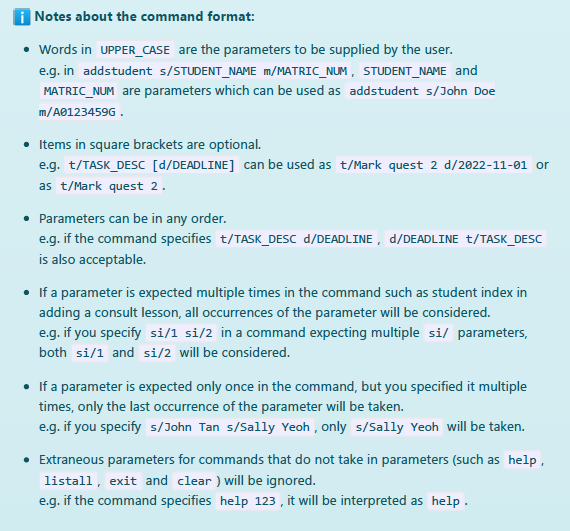 Notes about the command format:
• Words in UPPER_CASE are the parameters to be supplied by the user.
e.g. in addstudent s/STUDENT_NAME m/MATRIC_NUM, STUDENT_NAME and
MATRIC_NUM are parameters which can be used as addstudent s/John Doe
m/A0123459G.
• Items in square brackets are optional.
e.g. t/TASK_DESC [d/DEADLINE] can be used as t/Mark quest 2 d/2022-11-01 or
as t/Mark quest 2.
• Parameters can be in any order.
e.g. if the command specifies t/TASK_DESC d/DEADLINE, d/DEADLINE t/TASK_DESC
is also acceptable.
• If a parameter is expected multiple times in the command such as student index in
adding a consult lesson, all occurrences of the parameter will be considered.
e.g. if you specify si/1 si/2 in a command expecting multiple si/ parameters,
both si/1 and si/2 will be considered.
• If a parameter is expected only once in the command, but you specified it multiple
times, only the last occurrence of the parameter will be taken.
e.g. if you specify s/John Tan s/Sally Yeoh, only s/Sally Yeoh will be taken.
• Extraneous parameters for commands that do not take in parameters (such as help,
listall, exit and clear) will be ignored.
e.g. if the command specifies help 123, it will be interpreted as help.